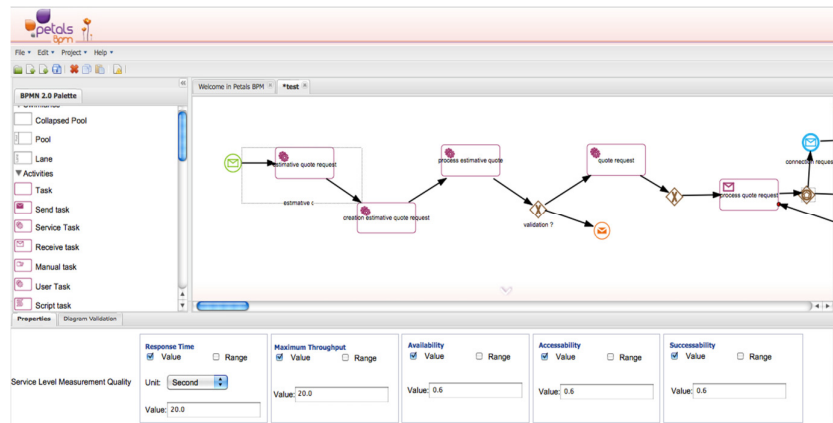 petals
bpm
File Edit Project Help
Welcome in Petals BPM *test
BPMN 2.0 Palette
Collapsed Pool
Pool
Lane
Activities
Task
Send task
Service Task
Receive task
Manual task
User Task
Script task
estimative quote request
estimative c
creation estimative quote request
process estimative quote
validation ?
quote request
process quote request
connection reques
Properties Diagram Validation
Service Level Measurement Quality
Response Time
Value Range
Unit: Second
Value: 20.0
Maximum Throughput
Value Range
Value: 20.0
Availability
Value Range
Value: 0.6
Accessability
Value Range
Value: 0.6
Successability
Value Range
Value: 0.6